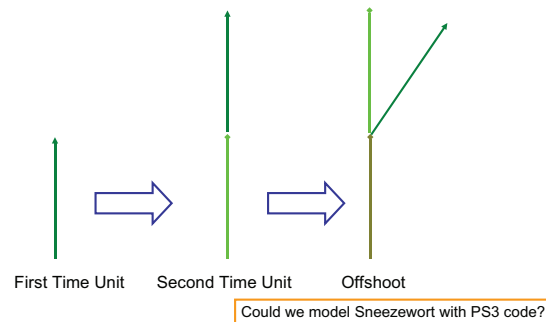 First Time Unit
Second Time Unit
Offshoot
Could we model Sneezewort with PS3 code?